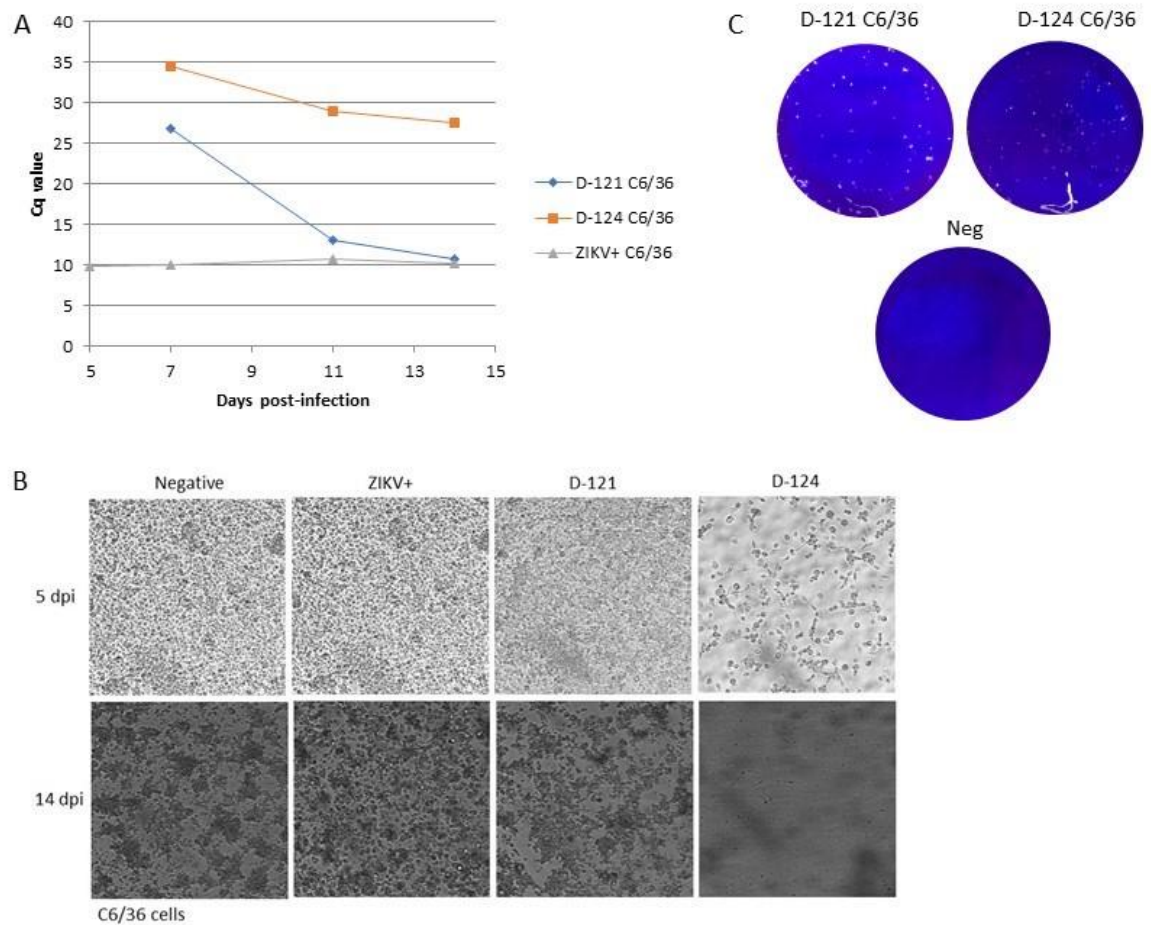 A
40
35
30
25
20
15
10
5
0
Cq value
5 7 9 11 13 15
Days post-infection
D-121 C6/36
D-124 C6/36
ZIKV+ C6/36
C
D-121 C6/36 D-124 C6/36
Neg
B
Negative ZIKV+ D-121 D-124
5 dpi
14 dpi
C6/36 cells